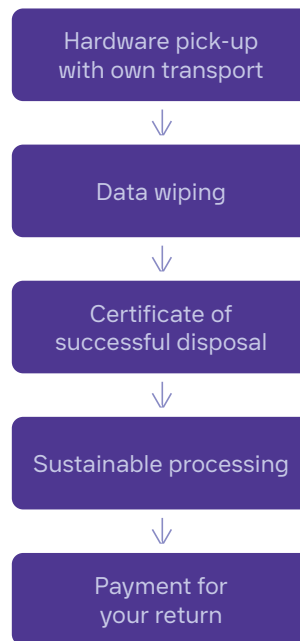 Hardware pick-up
with own transport
Data wiping
Certificate of
successful disposal
Sustainable processing
Payment for
your return